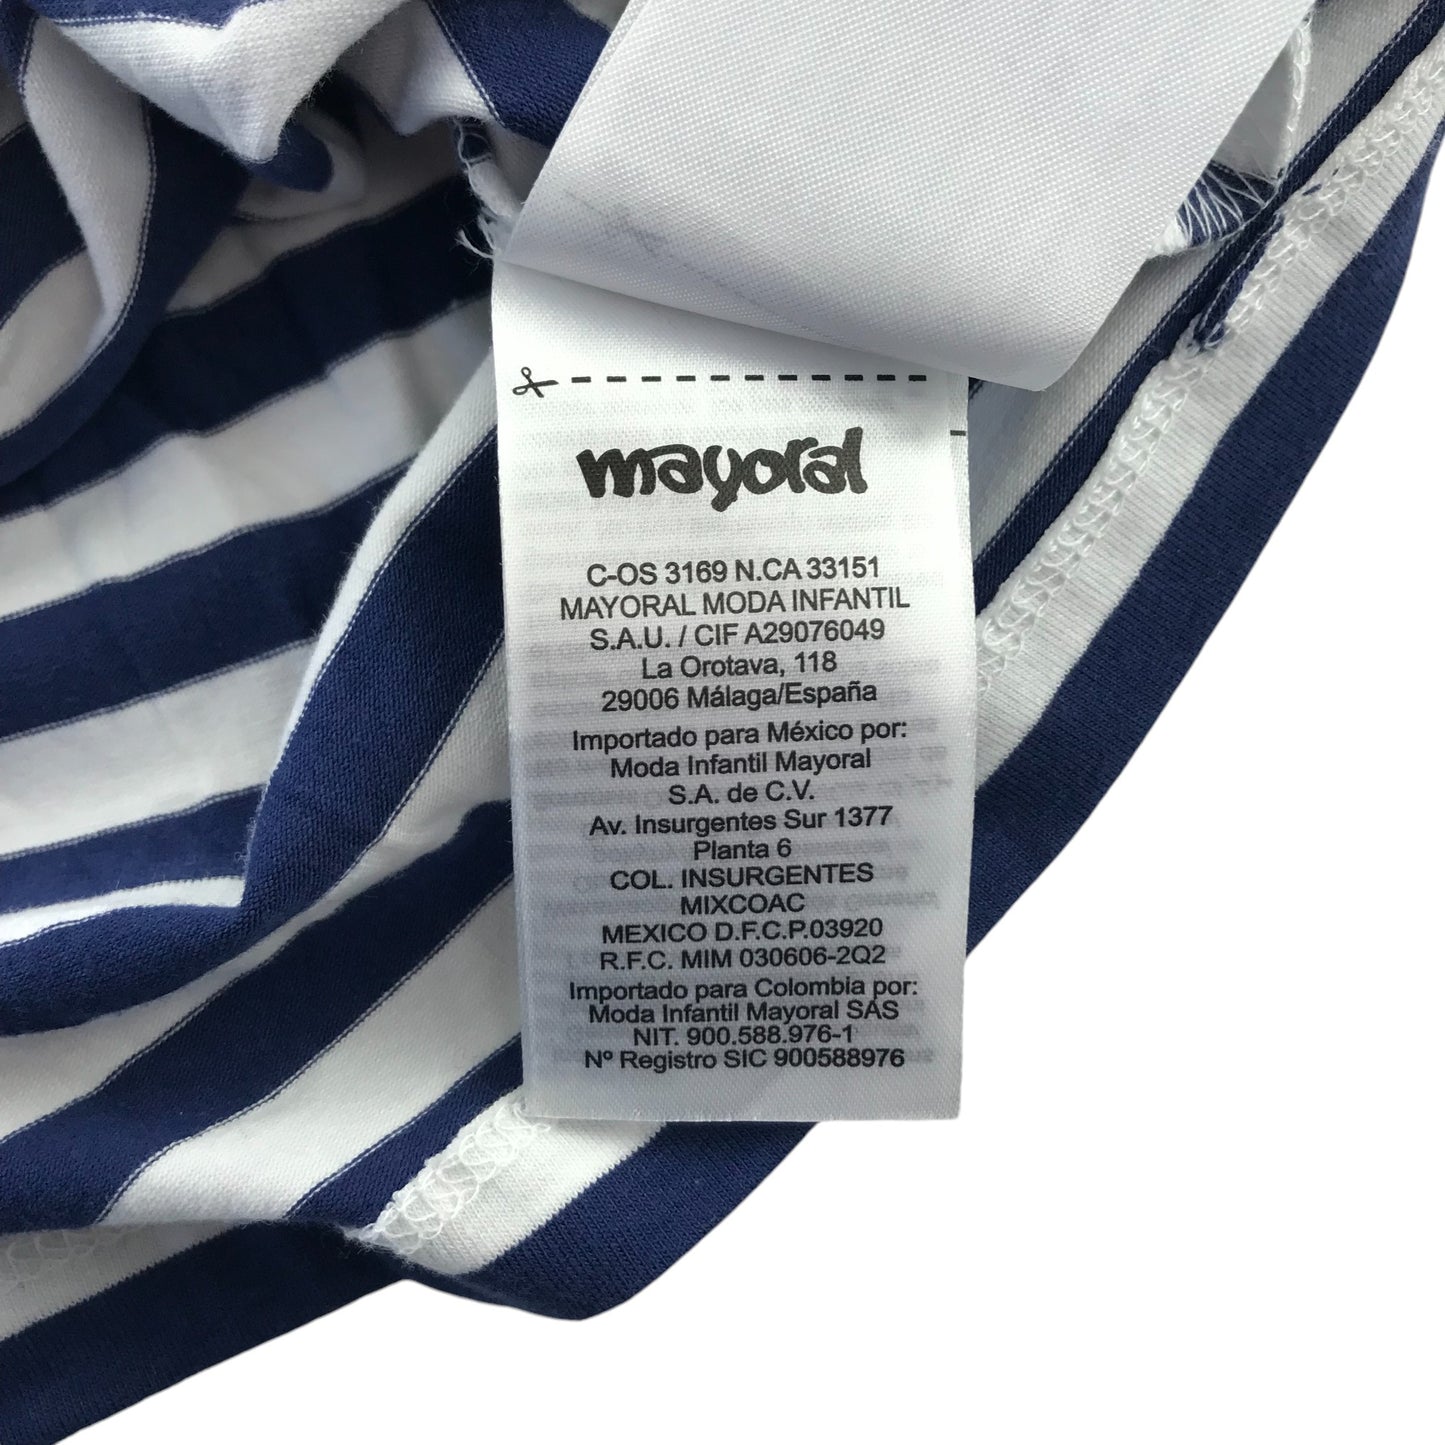 mayoral
C-OS 3169 N.CA 33151
MAYORAL MODA INFANTIL
S.A.U. / CIF A29076049
La Orotava, 118
29006 Málaga/España
Importado para México por:
Moda Infantil Mayoral
S.A. de C.V.
Av. Insurgentes Sur 1377
Planta 6
COL. INSURGENTES
MIXCOAC
MEXICO D.F.C.P.03920
R.F.C. MIM 030606-2Q2
Importado para Colombia por:
Moda Infantil Mayoral SAS
NIT. 900.588.976-1
Nº Registro SIC 900588976